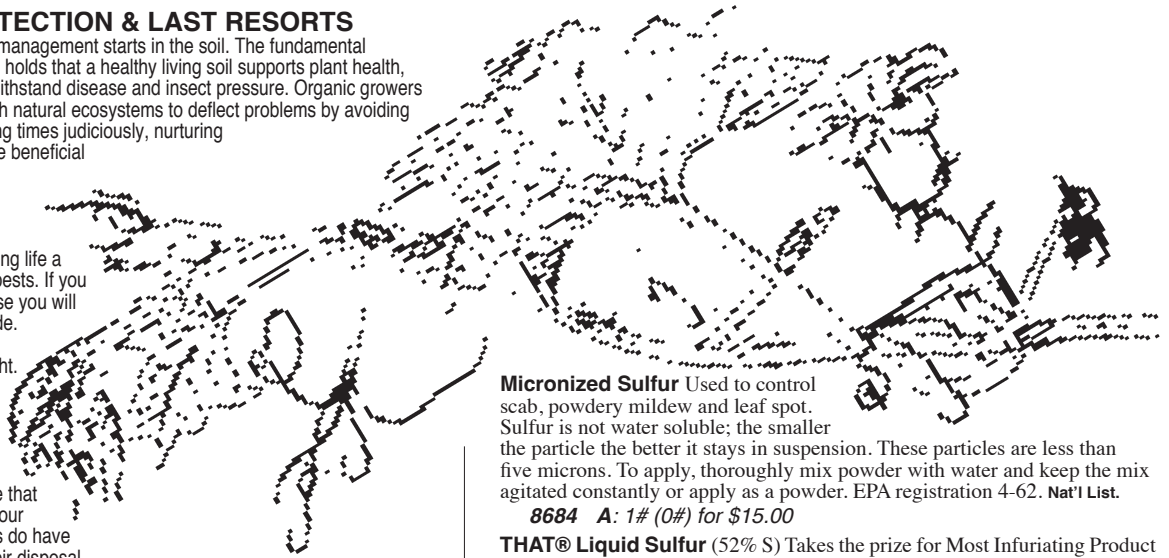 TECTION & LAST RESORTS
management starts in the soil. The fundamental
holds that a healthy living soil supports plant health,
ithstand disease and insect pressure. Organic growers
h natural ecosystems to deflect problems by avoiding
ng times judiciously, nurturing
e beneficial
ng life a
pests. If you
se you will
de.
ht.
e that
our
s do have
Micronized Sulfur Used to control
scab, powdery mildew and leaf spot.
Sulfur is not water soluble; the smaller
the particle the better it stays in suspension. These particles are less than
five microns. To apply, thoroughly mix powder with water and keep the mix
agitated constantly or apply as a powder. EPA registration 4-62. Nat'l List.
8684 A: 1# (0#) for $15.00
THAT® Liquid Sulfur (52% S) Takes the prize for Most Infuriating Product